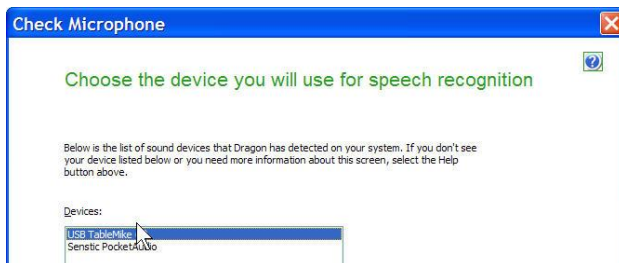 Check Microphone
Choose the device you will use for speech recognition
Below is the list of sound devices that Dragon has detected on your system. If you don't see
your device listed below or you need more information about this screen, select the Help
button above.
Devices:
USB TableMike
Senstic PocketAudio